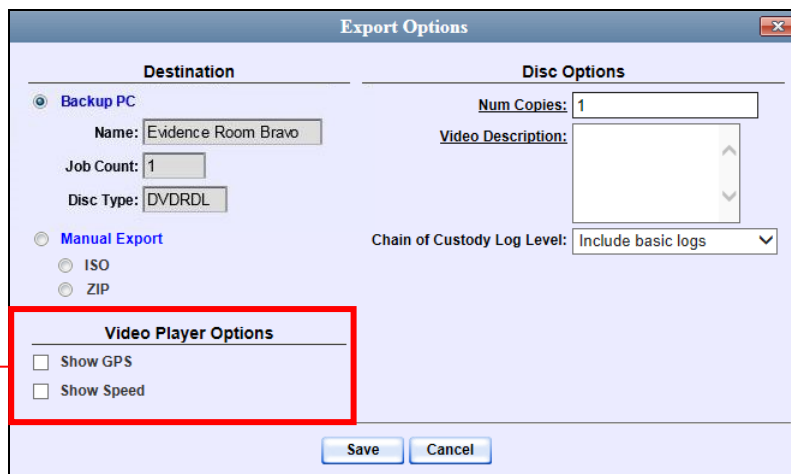 Export Options
Destination
Backup PC
Name: Evidence Room Bravo
Job Count: 1
Disc Type: DVDRDL
Manual Export
ISO
ZIP
Video Player Options
Show GPS
Show Speed
Disc Options
Num Copies: 1
Video Description:
Chain of Custody Log Level: Include basic logs
Save Cancel